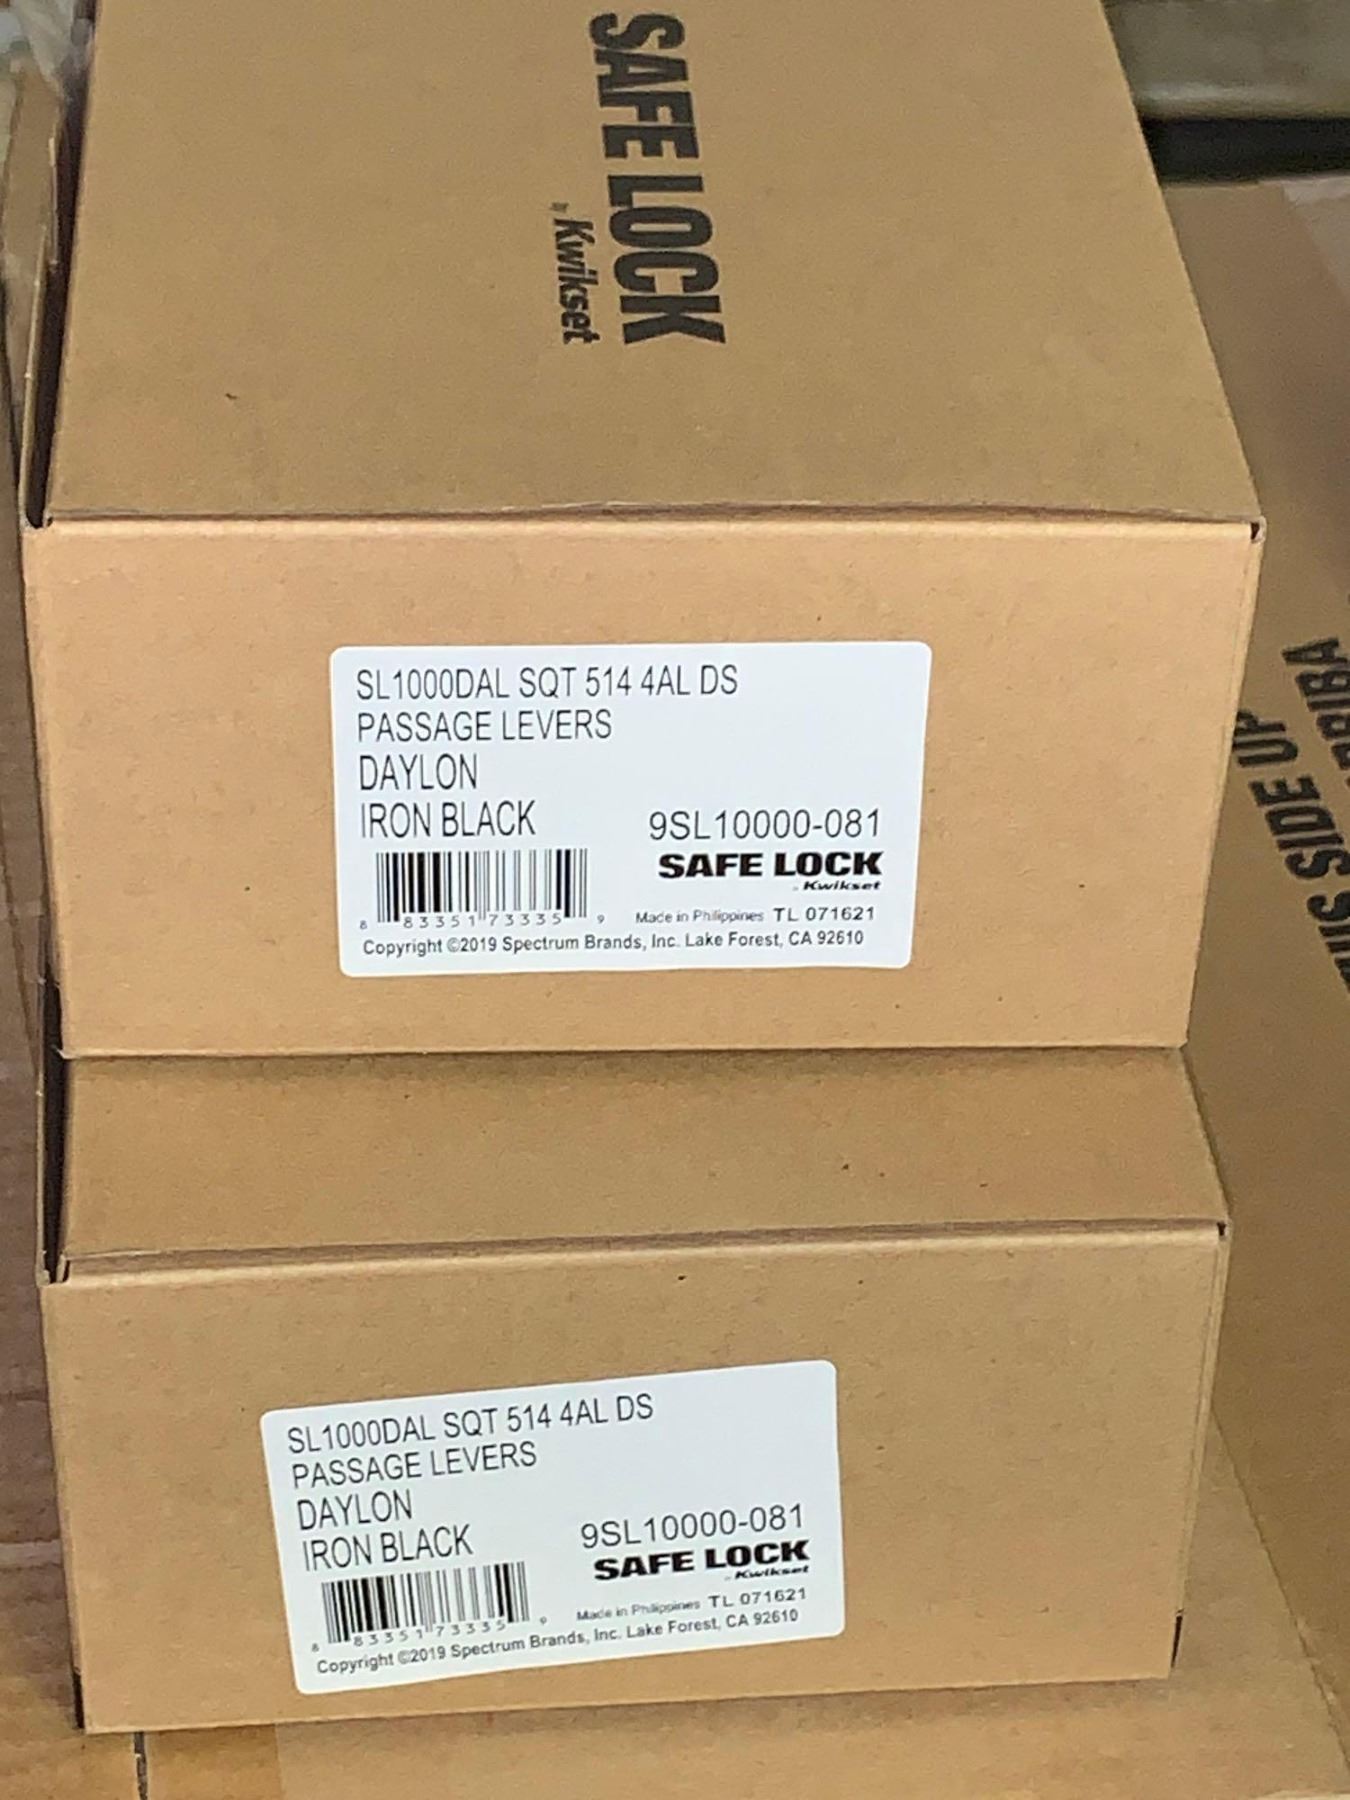 SAFE LOCK
by Kwikset
SL1000DAL SQT 514 4AL DS
PASSAGE LEVERS
DAYLON
IRON BLACK
9SL10000-081
SAFE LOCK
Kwikset
8 83351 73335 9
Made in Philippines TL 071621
Copyright ©2019 Spectrum Brands, Inc. Lake Forest, CA 92610
SL1000DAL SQT 514 4AL DS
PASSAGE LEVERS
DAYLON
IRON BLACK
9SL10000-081
SAFE LOCK
Kwikset
8 83351 73335 9
Made in Philippines TL 071621
Copyright ©2019 Spectrum Brands, Inc. Lake Forest, CA 92610
SIDE UP
ARRIBA